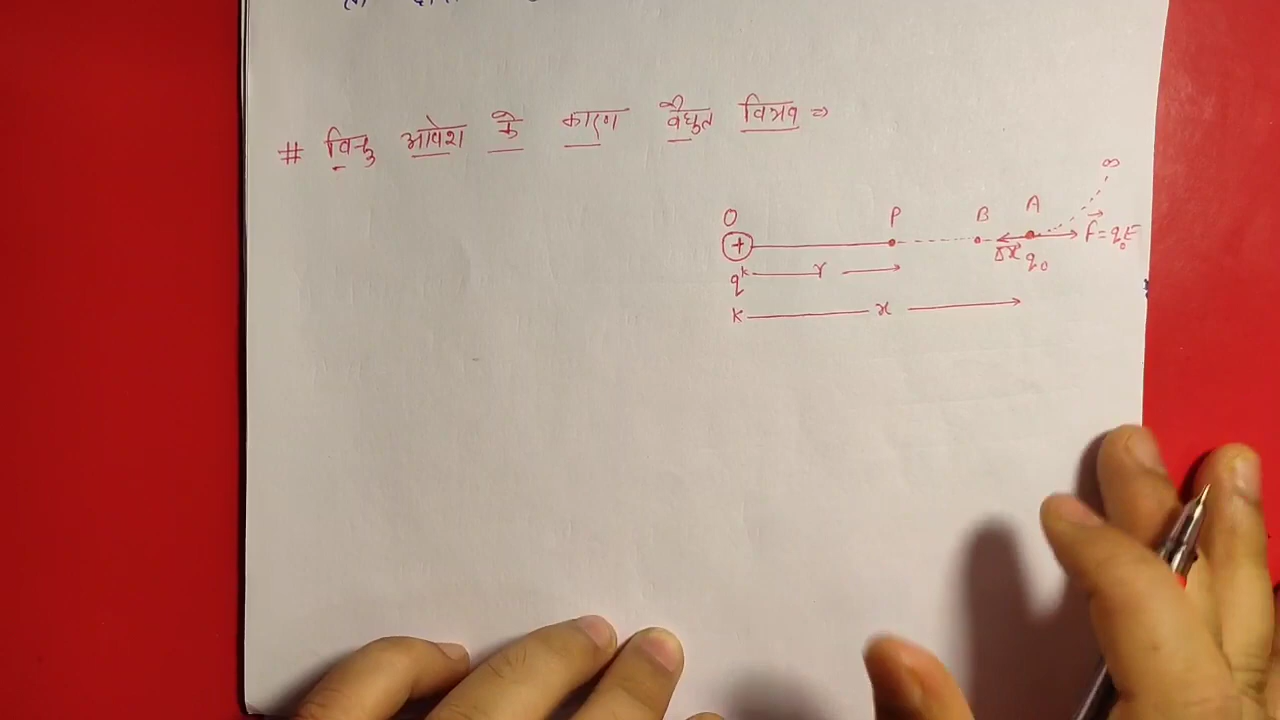 # विन्दु आवेश के कारण वैधुत विभव ⇒
∞
O P B A
F = q₀E
Δx q₀
q r
x